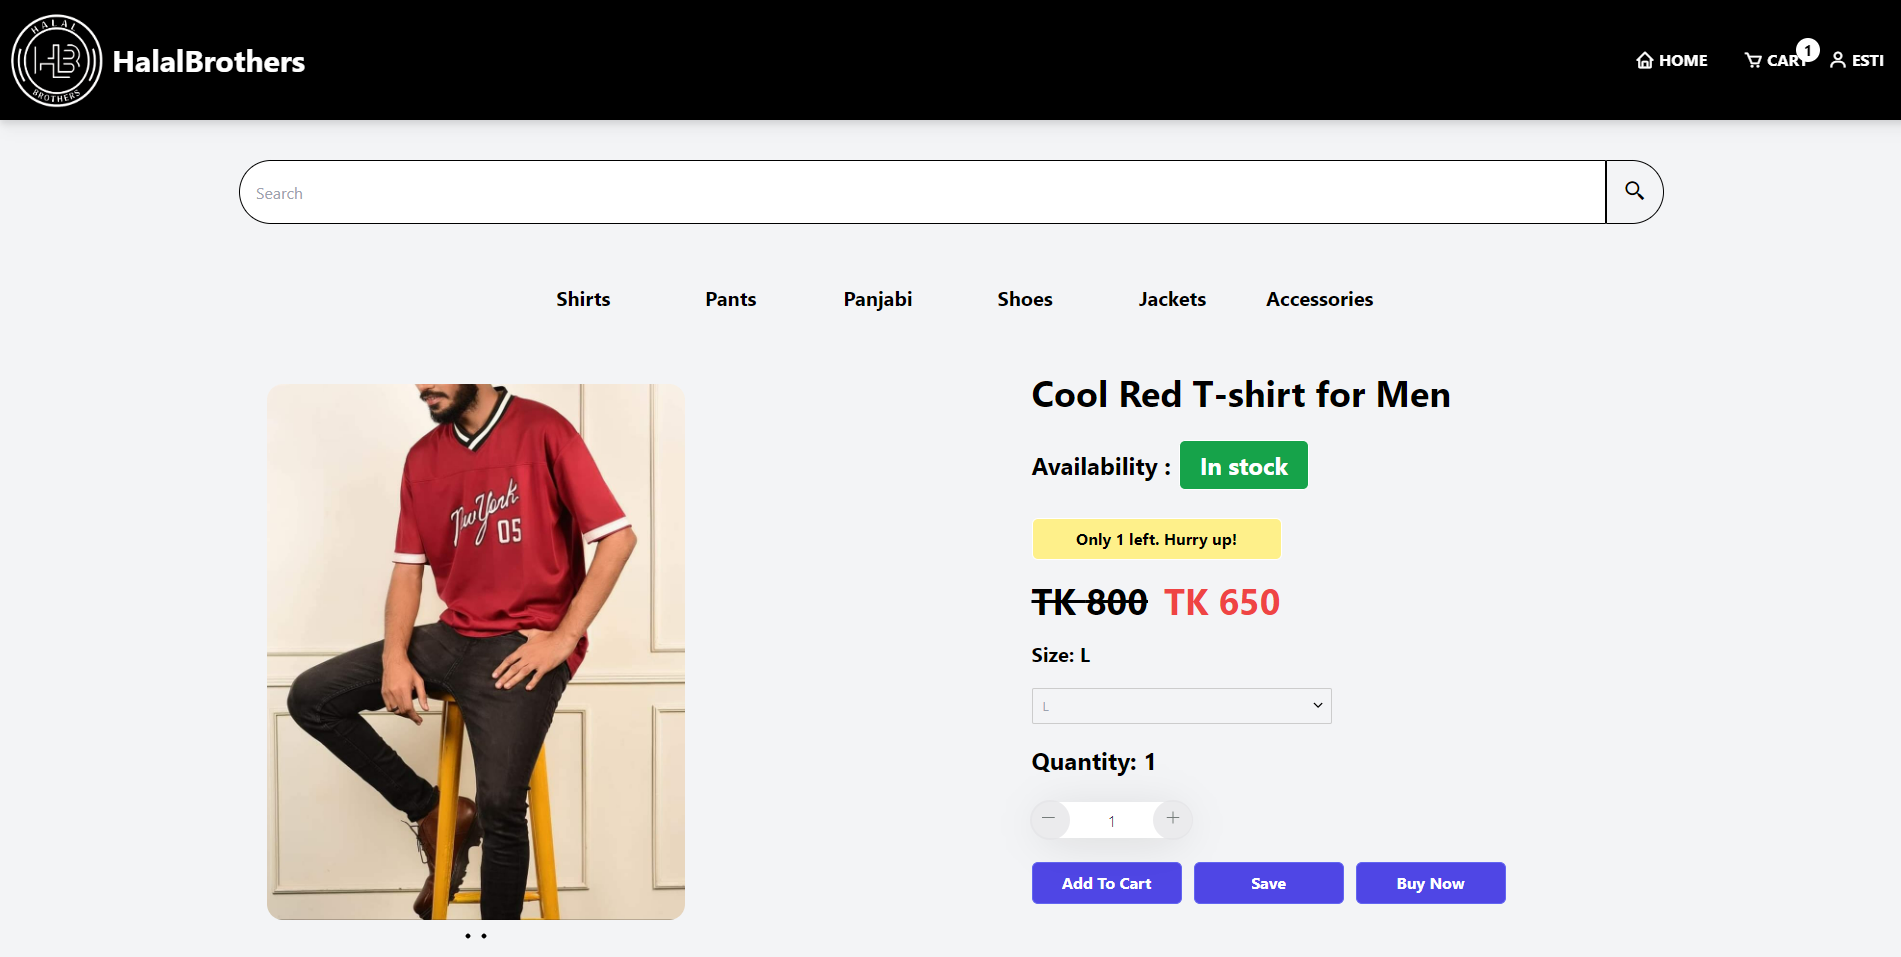 HALAL
HLB
BROTHERS
HalalBrothers
HOME
CART
1
ESTI
Search
Shirts
Pants
Panjabi
Shoes
Jackets
Accessories
New York
05
Cool Red T-shirt for Men
Availability :
In stock
Only 1 left. Hurry up!
TK 800 TK 650
Size: L
L
Quantity: 1
− 1 +
Add To Cart
Save
Buy Now